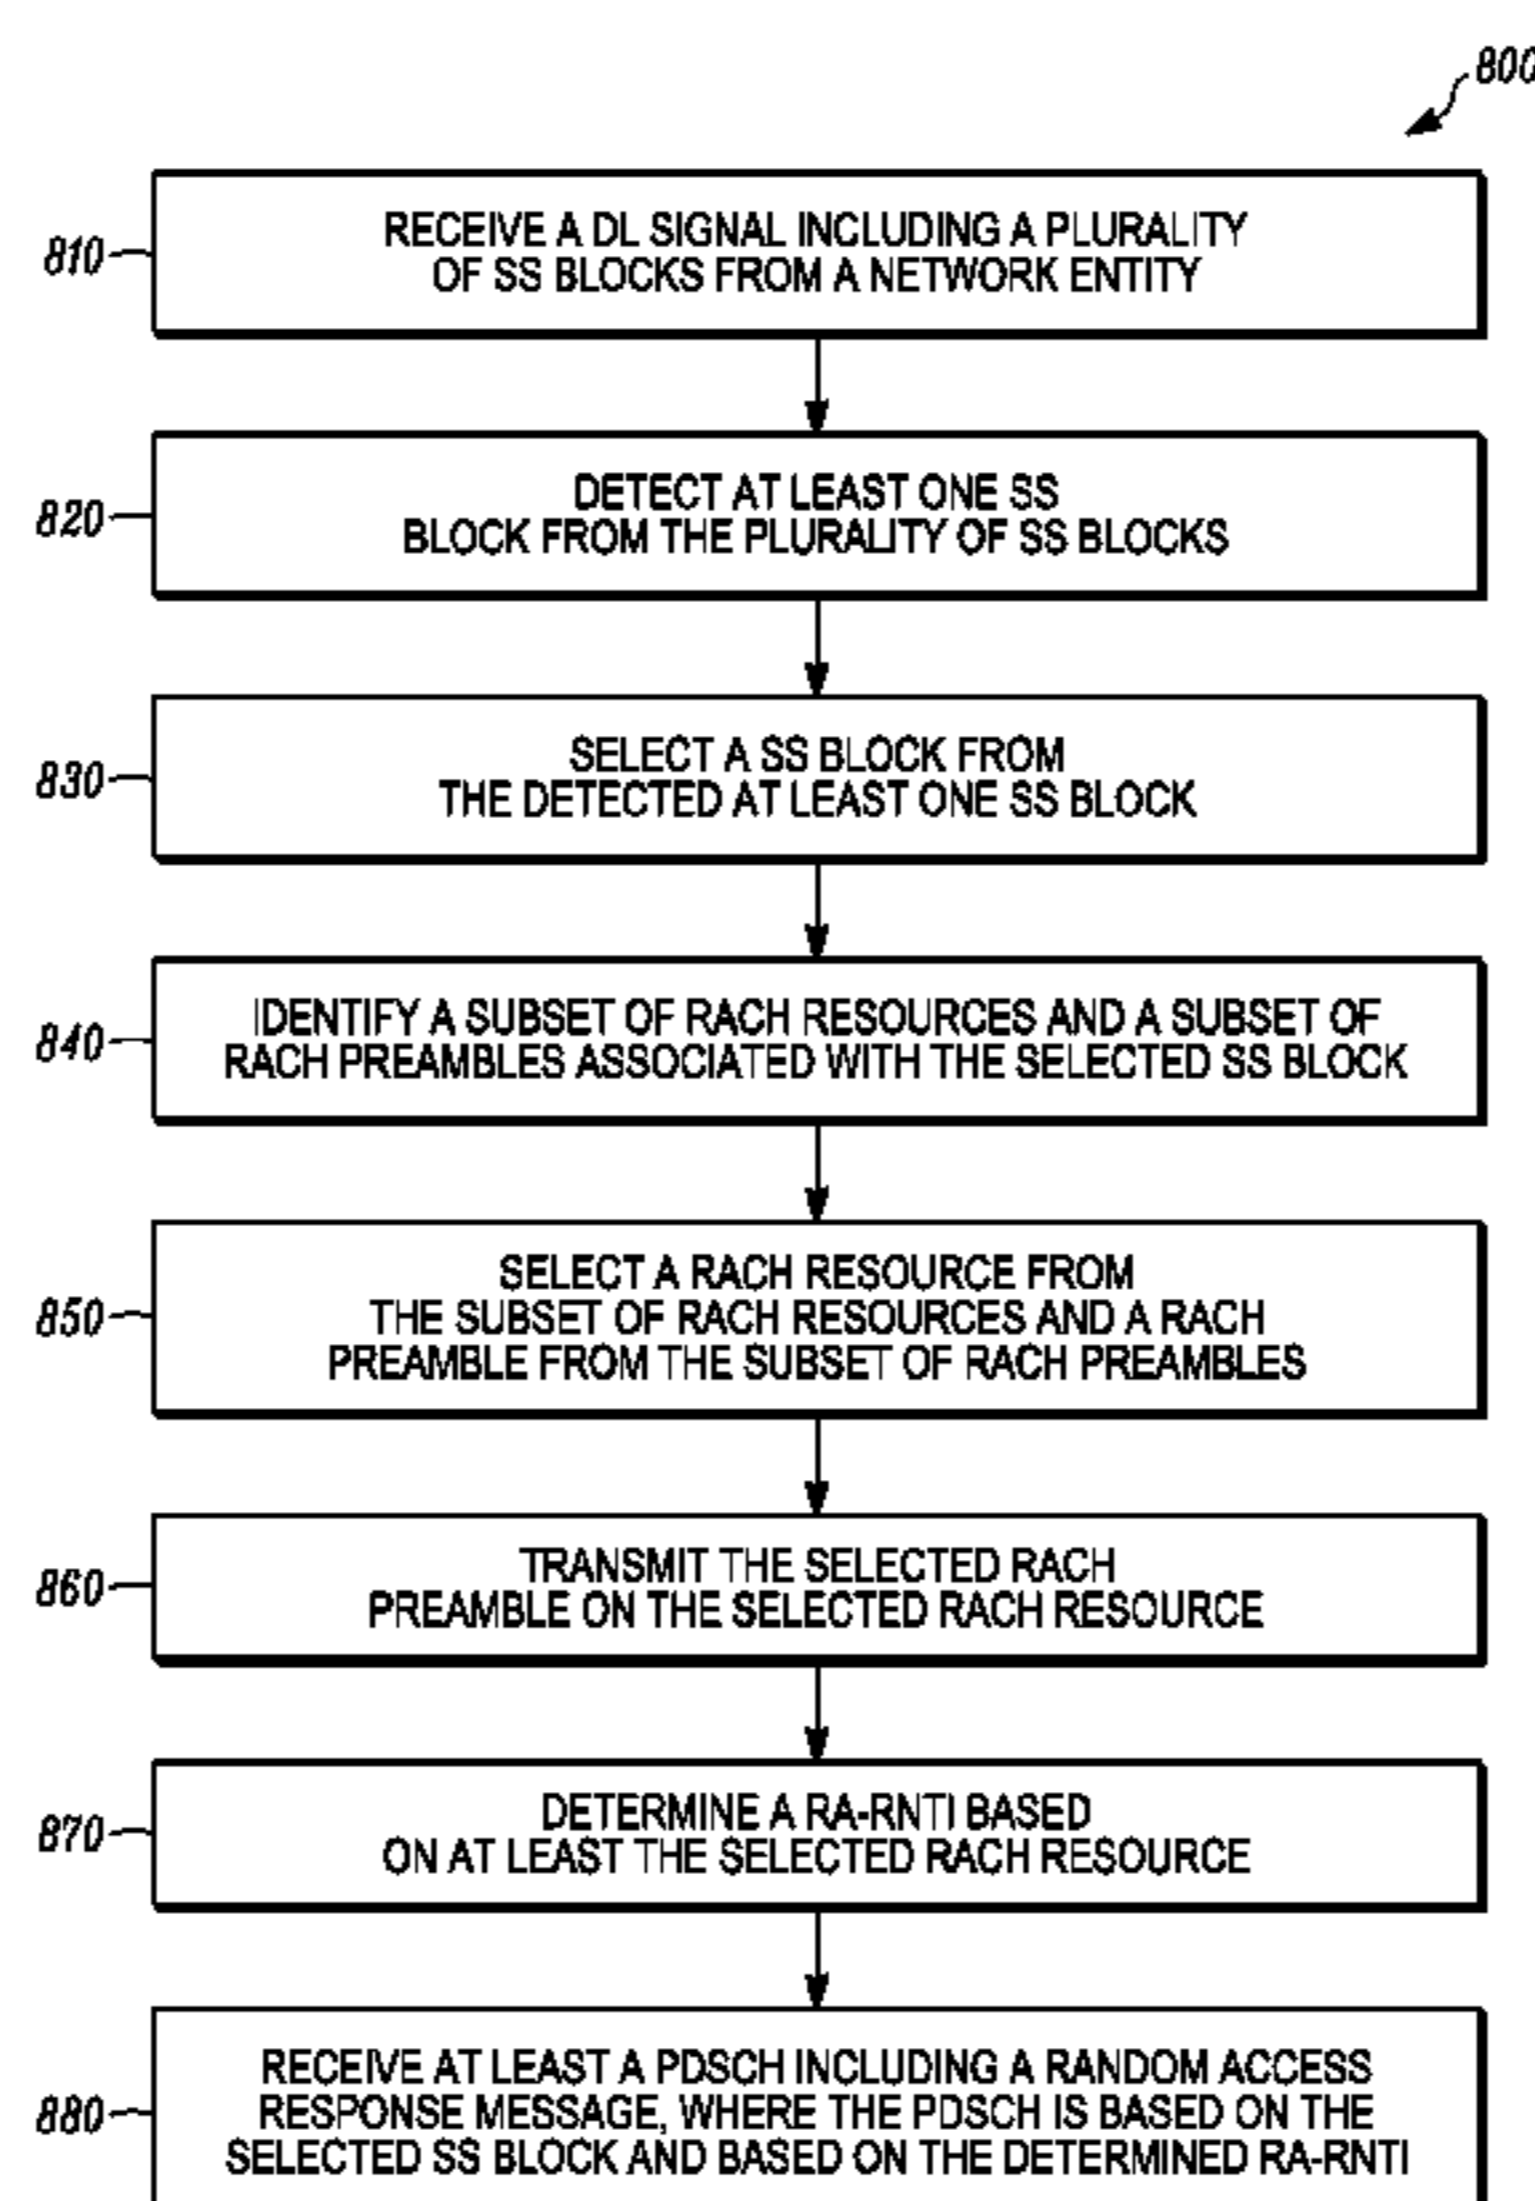 800
810
RECEIVE A DL SIGNAL INCLUDING A PLURALITY
OF SS BLOCKS FROM A NETWORK ENTITY
820
DETECT AT LEAST ONE SS
BLOCK FROM THE PLURALITY OF SS BLOCKS
830
SELECT A SS BLOCK FROM
THE DETECTED AT LEAST ONE SS BLOCK
840
IDENTIFY A SUBSET OF RACH RESOURCES AND A SUBSET OF
RACH PREAMBLES ASSOCIATED WITH THE SELECTED SS BLOCK
850
SELECT A RACH RESOURCE FROM
THE SUBSET OF RACH RESOURCES AND A RACH
PREAMBLE FROM THE SUBSET OF RACH PREAMBLES
860
TRANSMIT THE SELECTED RACH
PREAMBLE ON THE SELECTED RACH RESOURCE
870
DETERMINE A RA-RNTI BASED
ON AT LEAST THE SELECTED RACH RESOURCE
880
RECEIVE AT LEAST A PDSCH INCLUDING A RANDOM ACCESS
RESPONSE MESSAGE, WHERE THE PDSCH IS BASED ON THE
SELECTED SS BLOCK AND BASED ON THE DETERMINED RA-RNTI